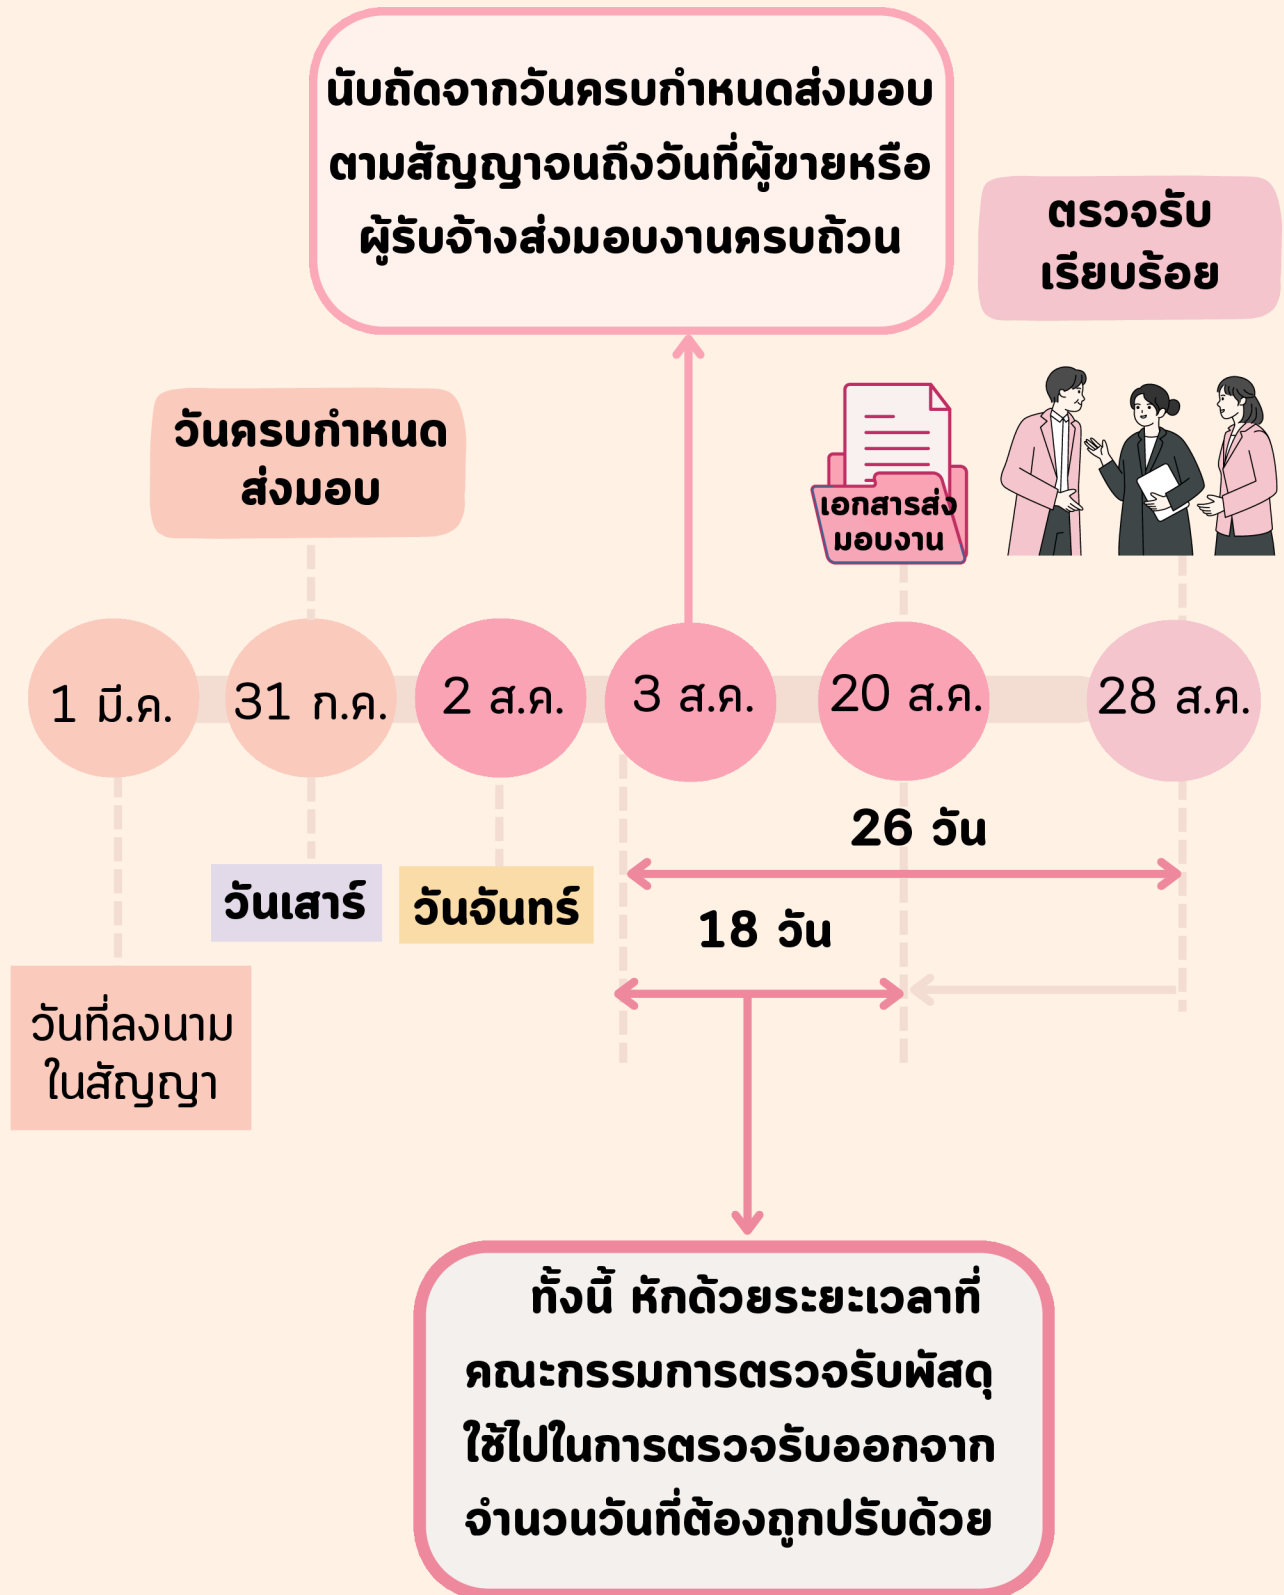 นับถัดจากวันครบกำหนดส่งมอบ
ตามสัญญาจนถึงวันที่ผู้ขายหรือ
ผู้รับจ้างส่งมอบงานครบถ้วน
ตรวจรับ
เรียบร้อย
วันครบกำหนด
ส่งมอบ
เอกสารส่ง
มอบงาน
1 มี.ค.
31 ก.ค.
2 ส.ค.
3 ส.ค.
20 ส.ค.
28 ส.ค.
26 วัน
วันเสาร์
วันจันทร์
18 วัน
วันที่ลงนาม
ในสัญญา
ทั้งนี้ หักด้วยระยะเวลาที่
คณะกรรมการตรวจรับพัสดุ
ใช้ไปในการตรวจรับออกจาก
จำนวนวันที่ต้องถูกปรับด้วย